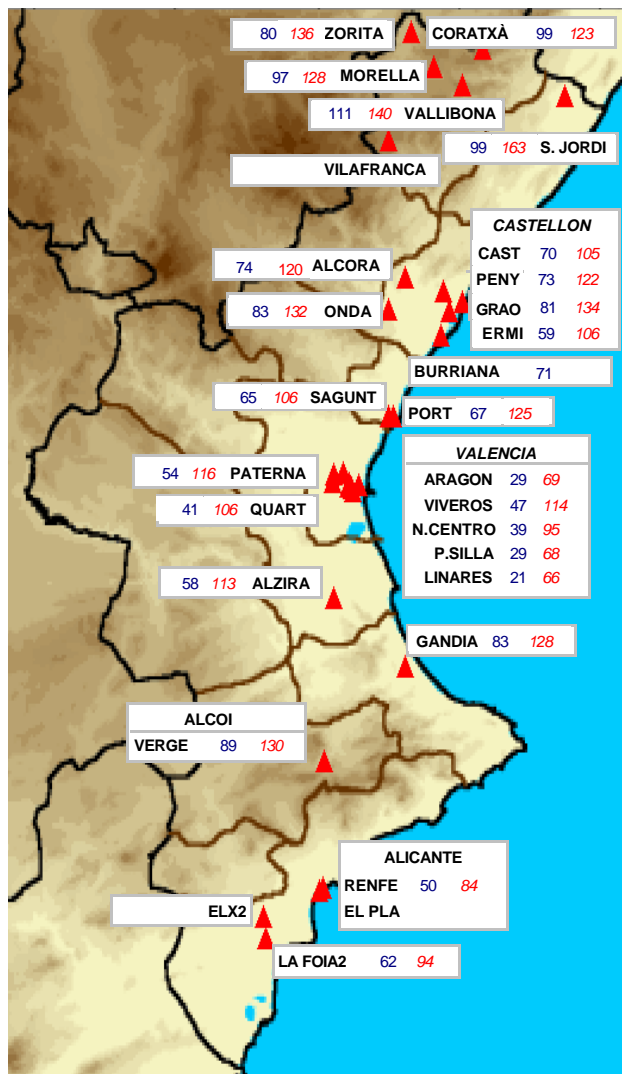 80 136 ZORITA
CORATXÀ 99 123
97 128 MORELLA
111 140 VALLIBONA
99 163 S. JORDI
VILAFRANCA
CASTELLON
CAST 70 105
PENY 73 122
GRAO 81 134
ERMI 59 106
74 120 ALCORA
83 132 ONDA
BURRIANA 71
65 106 SAGUNT
PORT 67 125
VALENCIA
ARAGON 29 69
VIVEROS 47 114
N.CENTRO 39 95
P.SILLA 29 68
LINARES 21 66
54 116 PATERNA
41 106 QUART
58 113 ALZIRA
GANDIA 83 128
ALCOI
VERGE 89 130
ALICANTE
RENFE 50 84
EL PLA
ELX2
LA FOIA2 62 94